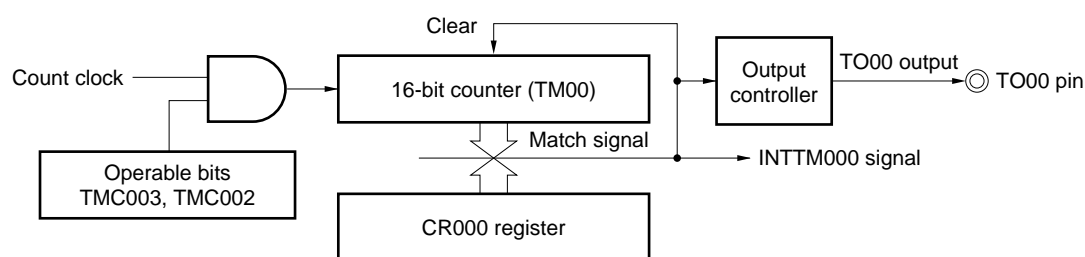 Clear
Count clock
16-bit counter (TM00)
Output
controller
TO00 output
TO00 pin
Match signal
INTTM000 signal
Operable bits
TMC003, TMC002
CR000 register